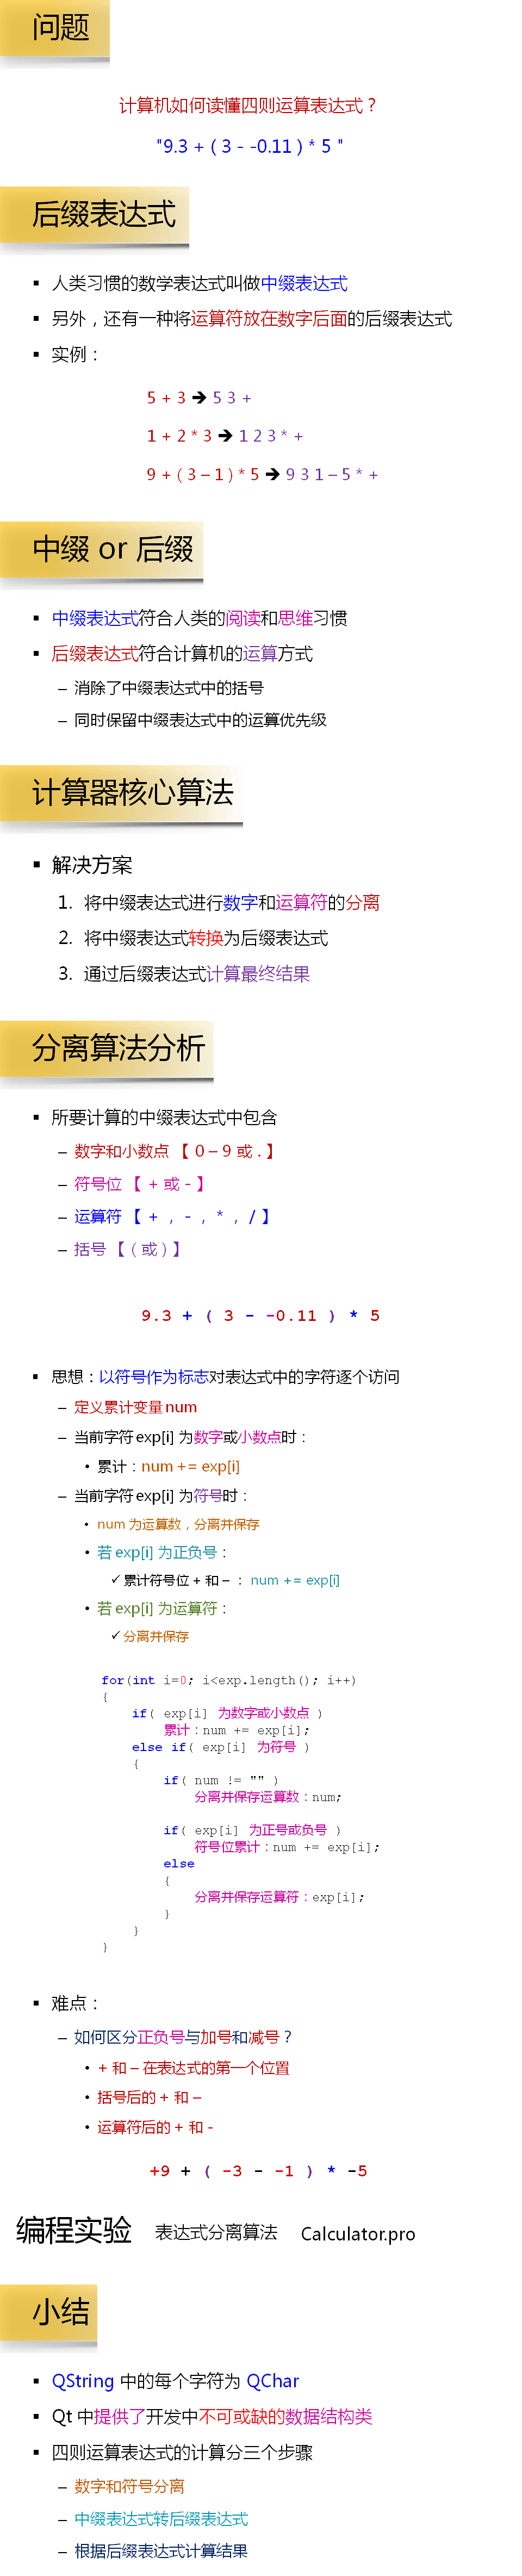 问题
计算机如何读懂四则运算表达式？
"9.3 + ( 3 - -0.11 ) * 5 "
后缀表达式
▪ 人类习惯的数学表达式叫做中缀表达式
▪ 另外，还有一种将运算符放在数字后面的后缀表达式
▪ 实例：
5 + 3 ➔ 5 3 +
1 + 2 * 3 ➔ 1 2 3 * +
9 + ( 3 – 1 ) * 5 ➔ 9 3 1 – 5 * +
中缀 or 后缀
▪ 中缀表达式符合人类的阅读和思维习惯
▪ 后缀表达式符合计算机的运算方式
– 消除了中缀表达式中的括号
– 同时保留中缀表达式中的运算优先级
计算器核心算法
▪ 解决方案
1. 将中缀表达式进行数字和运算符的分离
2. 将中缀表达式转换为后缀表达式
3. 通过后缀表达式计算最终结果
分离算法分析
▪ 所要计算的中缀表达式中包含
– 数字和小数点 【 0 – 9 或 . 】
– 符号位 【 + 或 - 】
– 运算符 【 + ， - ， * ， / 】
– 括号 【 ( 或 ) 】
9.3 + ( 3 - -0.11 ) * 5
▪ 思想：以符号作为标志对表达式中的字符逐个访问
– 定义累计变量 num
– 当前字符 exp[i] 为数字或小数点时：
• 累计：num += exp[i]
– 当前字符 exp[i] 为符号时：
• num 为运算数，分离并保存
• 若 exp[i] 为正负号：
✓ 累计符号位 + 和 – ： num += exp[i]
• 若 exp[i] 为运算符：
✓ 分离并保存
for(int i=0; i<exp.length(); i++)
{
if( exp[i] 为数字或小数点 )
累计：num += exp[i];
else if( exp[i] 为符号 )
{
if( num != "" )
分离并保存运算数：num;
if( exp[i] 为正号或负号 )
符号位累计：num += exp[i];
else
{
分离并保存运算符：exp[i];
}
}
}
▪ 难点：
– 如何区分正负号与加号和减号？
• + 和 – 在表达式的第一个位置
• 括号后的 + 和 –
• 运算符后的 + 和 -
+9 + ( -3 - -1 ) * -5
编程实验 表达式分离算法 Calculator.pro
小结
▪ QString 中的每个字符为 QChar
▪ Qt 中提供了开发中不可或缺的数据结构类
▪ 四则运算表达式的计算分三个步骤
– 数字和符号分离
– 中缀表达式转后缀表达式
– 根据后缀表达式计算结果